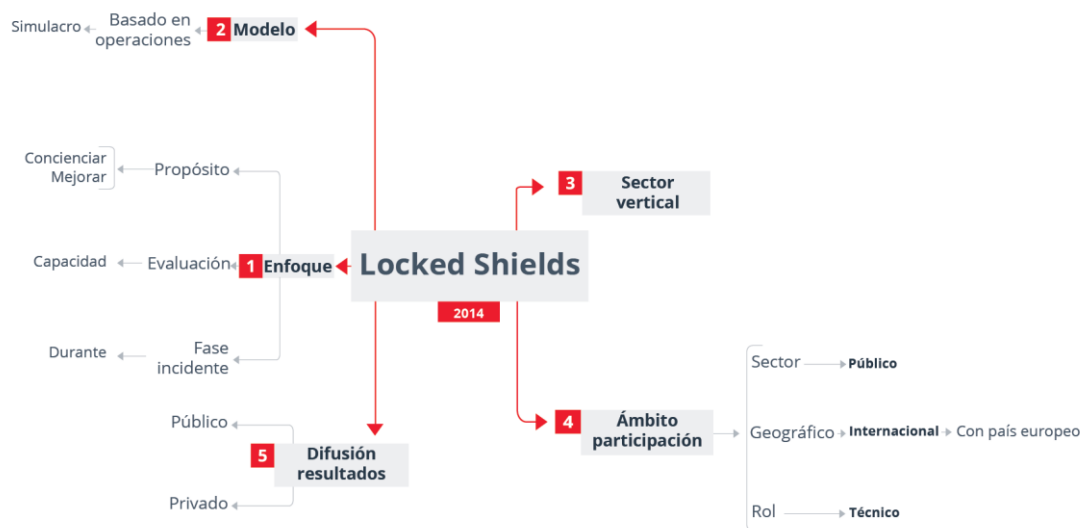 Simulacro
Basado en
operaciones
2 Modelo
Concienciar
Mejorar
Propósito
3 Sector
vertical
Capacidad
Evaluación
1 Enfoque
Locked Shields
2014
Durante
Fase
incidente
Sector
Público
Público
4 Ámbito
participación
Geográfico
Internacional
Con país europeo
5 Difusión
resultados
Privado
Rol
Técnico